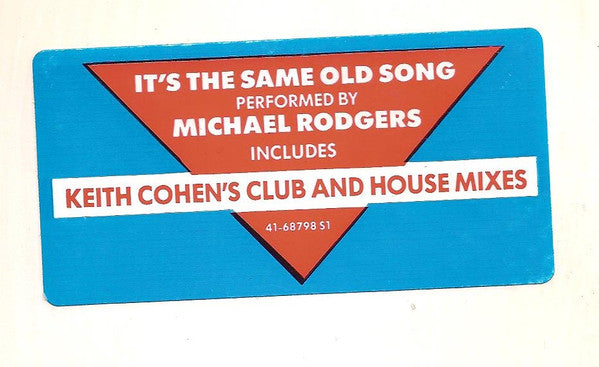 IT'S THE SAME OLD SONG
PERFORMED BY
MICHAEL RODGERS
INCLUDES
KEITH COHEN'S CLUB AND HOUSE MIXES
41-68798 S1